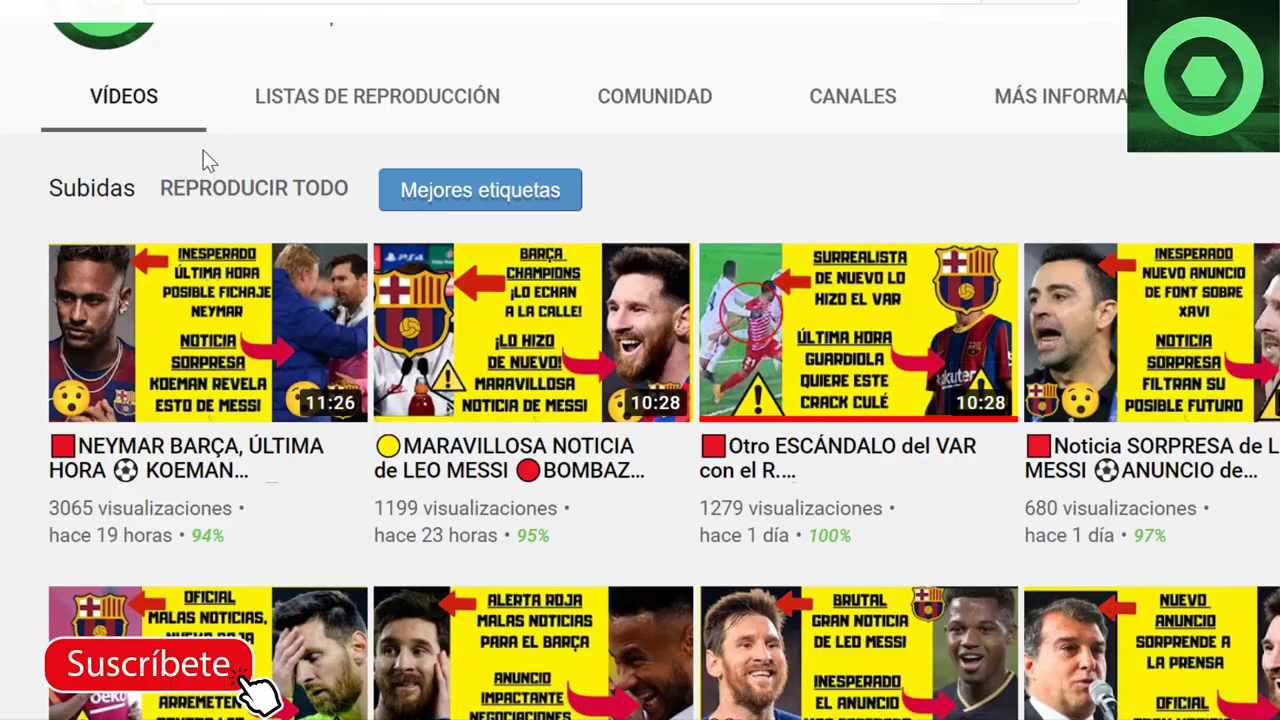 VÍDEOS
LISTAS DE REPRODUCCIÓN
COMUNIDAD
CANALES
MÁS INFORMA
Subidas
REPRODUCIR TODO
Mejores etiquetas
INESPERADO
ÚLTIMA HORA
POSIBLE FICHAJE
NEYMAR
NOTICIA
SORPRESA
KOEMAN REVELA
ESTO DE MESSI
11:26
BARÇA
CHAMPIONS
¡LO ECHAN
A LA CALLE!
¡LO HIZO
DE NUEVO!
MARAVILLOSA
NOTICIA DE MESSI
10:28
SURREALISTA
DE NUEVO LO
HIZO EL VAR
ÚLTIMA HORA
GUARDIOLA
QUIERE ESTE
CRACK CULÉ
10:28
INESPERADO
NUEVO ANUNCIO
DE FONT SOBRE
XAVI
NOTICIA
SORPRESA
FILTRAN SU
POSIBLE FUTURO
🟥NEYMAR BARÇA, ÚLTIMA
HORA ⚽ KOEMAN...
3065 visualizaciones •
hace 19 horas • 94%
🟡MARAVILLOSA NOTICIA
de LEO MESSI 🔴BOMBAZ...
1199 visualizaciones •
hace 23 horas • 95%
🟥Otro ESCÁNDALO del VAR
con el R....
1279 visualizaciones •
hace 1 día • 100%
🟥Noticia SORPRESA de L
MESSI ⚽ANUNCIO de...
680 visualizaciones •
hace 1 día • 97%
OFICIAL
MALAS NOTICIAS,
ARREMETEN
Suscríbete
ALERTA ROJA
MALAS NOTICIAS
PARA EL BARÇA
ANUNCIO
IMPACTANTE
NEGOCIACIONES
BRUTAL
GRAN NOTICIA
DE LEO MESSI
INESPERADO
EL ANUNCIO
NUEVO
ANUNCIO
SORPRENDE A
LA PRENSA
OFICIAL